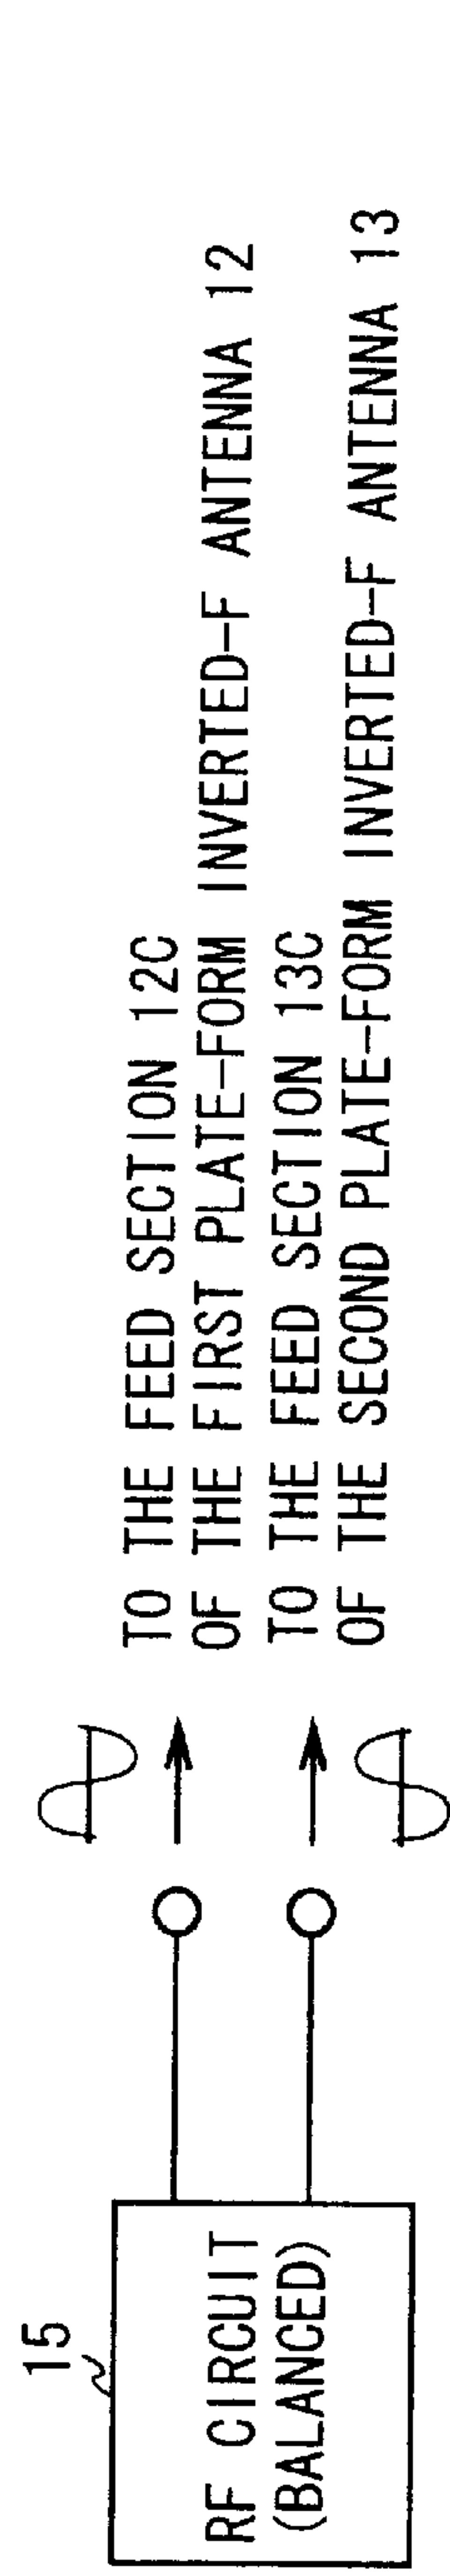 15
RF CIRCUIT
(BALANCED)
TO THE FEED SECTION 12C
OF THE FIRST PLATE-FORM INVERTED-F ANTENNA 12
TO THE FEED SECTION 13C
OF THE SECOND PLATE-FORM INVERTED-F ANTENNA 13